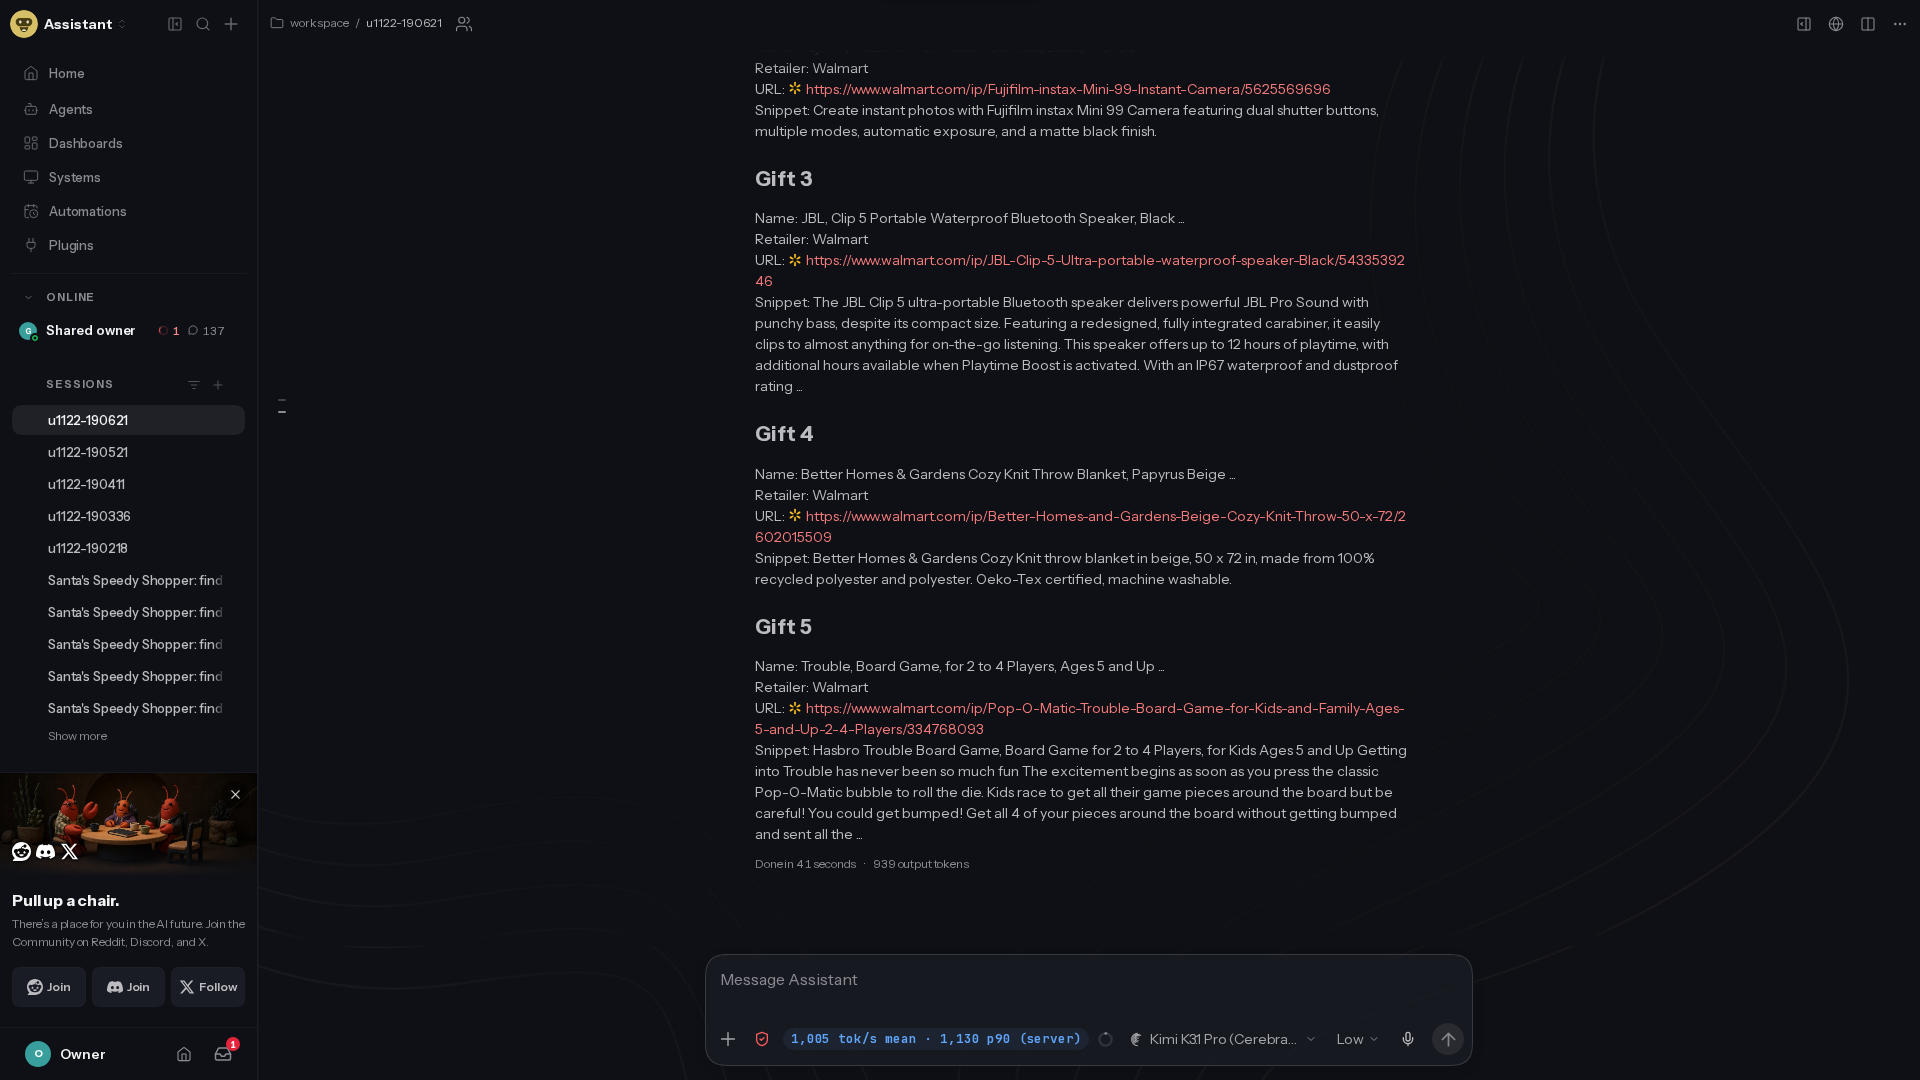 Assistant
Home
Agents
Dashboards
Systems
Automations
Plugins
ONLINE
G Shared owner 1 137
SESSIONS
u1122-190621
u1122-190521
u1122-190411
u1122-190336
u1122-190218
Santa's Speedy Shopper: find
Santa's Speedy Shopper: find
Santa's Speedy Shopper: find
Santa's Speedy Shopper: find
Santa's Speedy Shopper: find
Show more
Pull up a chair.
There's a place for you in the AI future. Join the
Community on Reddit, Discord, and X.
Join Join Follow
O Owner 1
workspace / u1122-190621
Retailer: Walmart
URL: https://www.walmart.com/ip/Fujifilm-instax-Mini-99-Instant-Camera/5625569696
Snippet: Create instant photos with Fujifilm instax Mini 99 Camera featuring dual shutter buttons,
multiple modes, automatic exposure, and a matte black finish.
Gift 3
Name: JBL, Clip 5 Portable Waterproof Bluetooth Speaker, Black ...
Retailer: Walmart
URL: https://www.walmart.com/ip/JBL-Clip-5-Ultra-portable-waterproof-speaker-Black/54335392
46
Snippet: The JBL Clip 5 ultra-portable Bluetooth speaker delivers powerful JBL Pro Sound with
punchy bass, despite its compact size. Featuring a redesigned, fully integrated carabiner, it easily
clips to almost anything for on-the-go listening. This speaker offers up to 12 hours of playtime, with
additional hours available when Playtime Boost is activated. With an IP67 waterproof and dustproof
rating ...
Gift 4
Name: Better Homes & Gardens Cozy Knit Throw Blanket, Papyrus Beige ...
Retailer: Walmart
URL: https://www.walmart.com/ip/Better-Homes-and-Gardens-Beige-Cozy-Knit-Throw-50-x-72/2
602015509
Snippet: Better Homes & Gardens Cozy Knit throw blanket in beige, 50 x 72 in, made from 100%
recycled polyester and polyester. Oeko-Tex certified, machine washable.
Gift 5
Name: Trouble, Board Game, for 2 to 4 Players, Ages 5 and Up ...
Retailer: Walmart
URL: https://www.walmart.com/ip/Pop-O-Matic-Trouble-Board-Game-for-Kids-and-Family-Ages-
5-and-Up-2-4-Players/334768093
Snippet: Hasbro Trouble Board Game, Board Game for 2 to 4 Players, for Kids Ages 5 and Up Getting
into Trouble has never been so much fun The excitement begins as soon as you press the classic
Pop-O-Matic bubble to roll the die. Kids race to get all their game pieces around the board but be
careful! You could get bumped! Get all 4 of your pieces around the board without getting bumped
and sent all the ...
Done in 4.1 seconds · 939 output tokens
Message Assistant
1,005 tok/s mean · 1,130 p90 (server) Kimi K3.1 Pro (Cerebra... Low